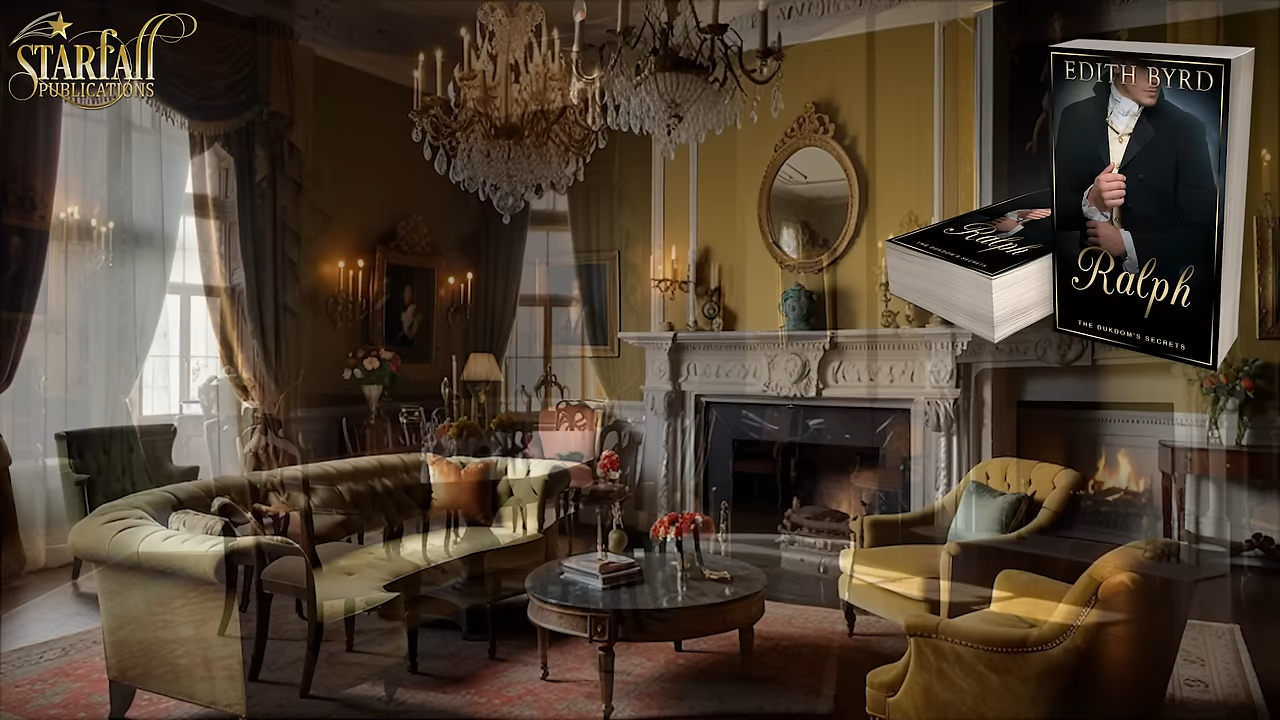 STARfall
PUBLICATIONS
EDITH BYRD
Ralph
THE DUKDOM'S SECRETS
Ralph
THE DUKDOM'S SECRETS